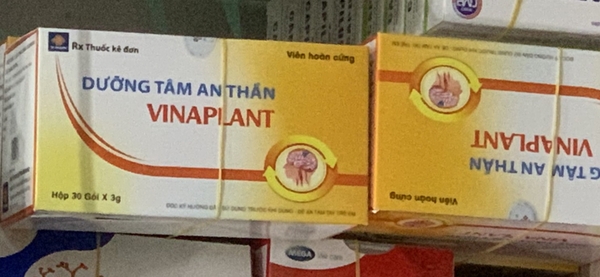 Rx Thuốc kê đơn
Viên hoàn cứng
DƯỠNG TÂM AN THẦN
VINAPLANT
Hộp 30 Gói X 3g
VINAPLANT
G TÂM AN THẦN
Viên hoàn cứng
MEGA